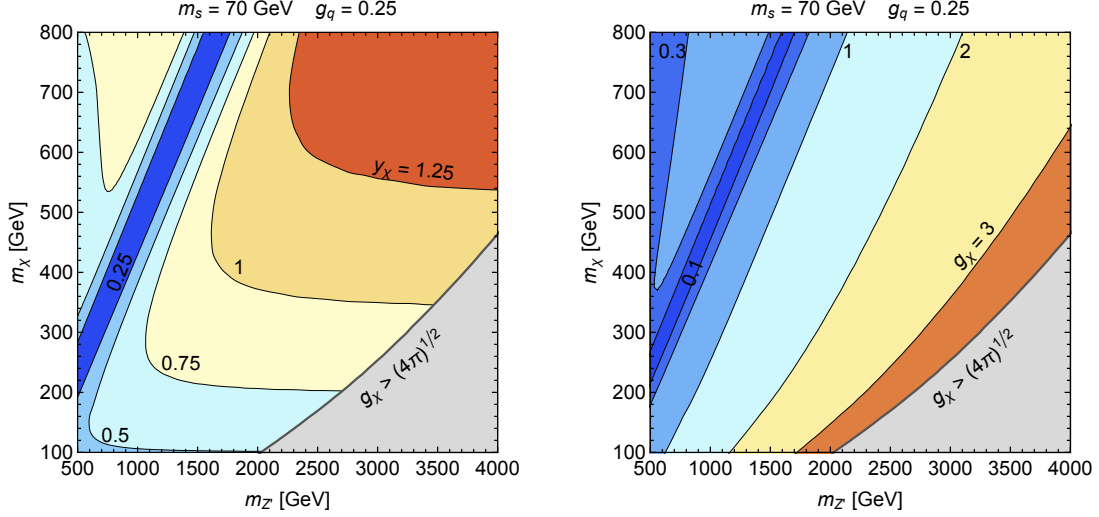 m_s = 70 GeV g_q = 0.25
800
700
600
500
400
300
200
100
m_χ [GeV]
y_χ = 1.25
0.25
1
0.75
0.5
g_χ > (4π)^{1/2}
500 1000 1500 2000 2500 3000 3500 4000
m_{Z'} [GeV]
m_s = 70 GeV g_q = 0.25
800
700
600
500
400
300
200
100
m_χ [GeV]
0.3
1
2
g_χ = 3
0.1
g_χ > (4π)^{1/2}
500 1000 1500 2000 2500 3000 3500 4000
m_{Z'} [GeV]